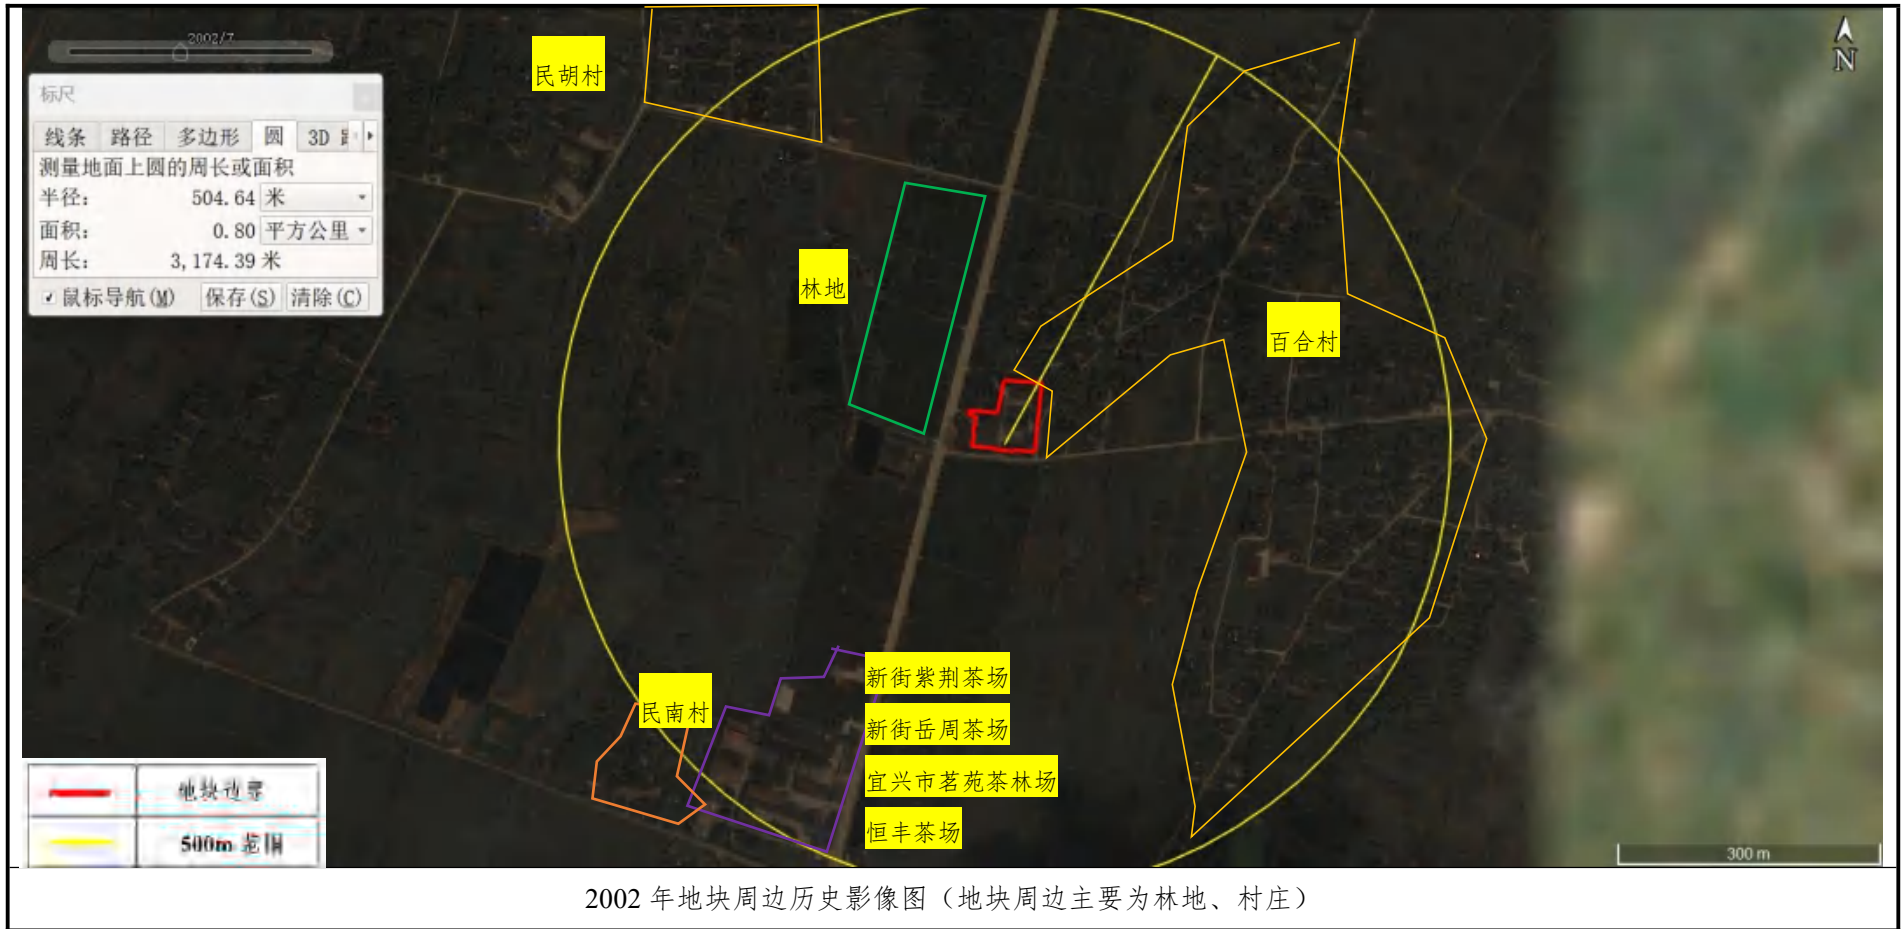 2002/7
标尺
线条 路径 多边形 圆 3D
测量地面上圆的周长或面积
半径: 504.64 米
面积: 0.80 平方公里
周长: 3,174.39 米
鼠标导航(M) 保存(S) 清除(C)
N
民胡村
林地
百合村
民南村
新街紫荆茶场
新街岳周茶场
宜兴市茗苑茶林场
恒丰茶场
地块边界
500m 范围
300 m
2002 年地块周边历史影像图（地块周边主要为林地、村庄）